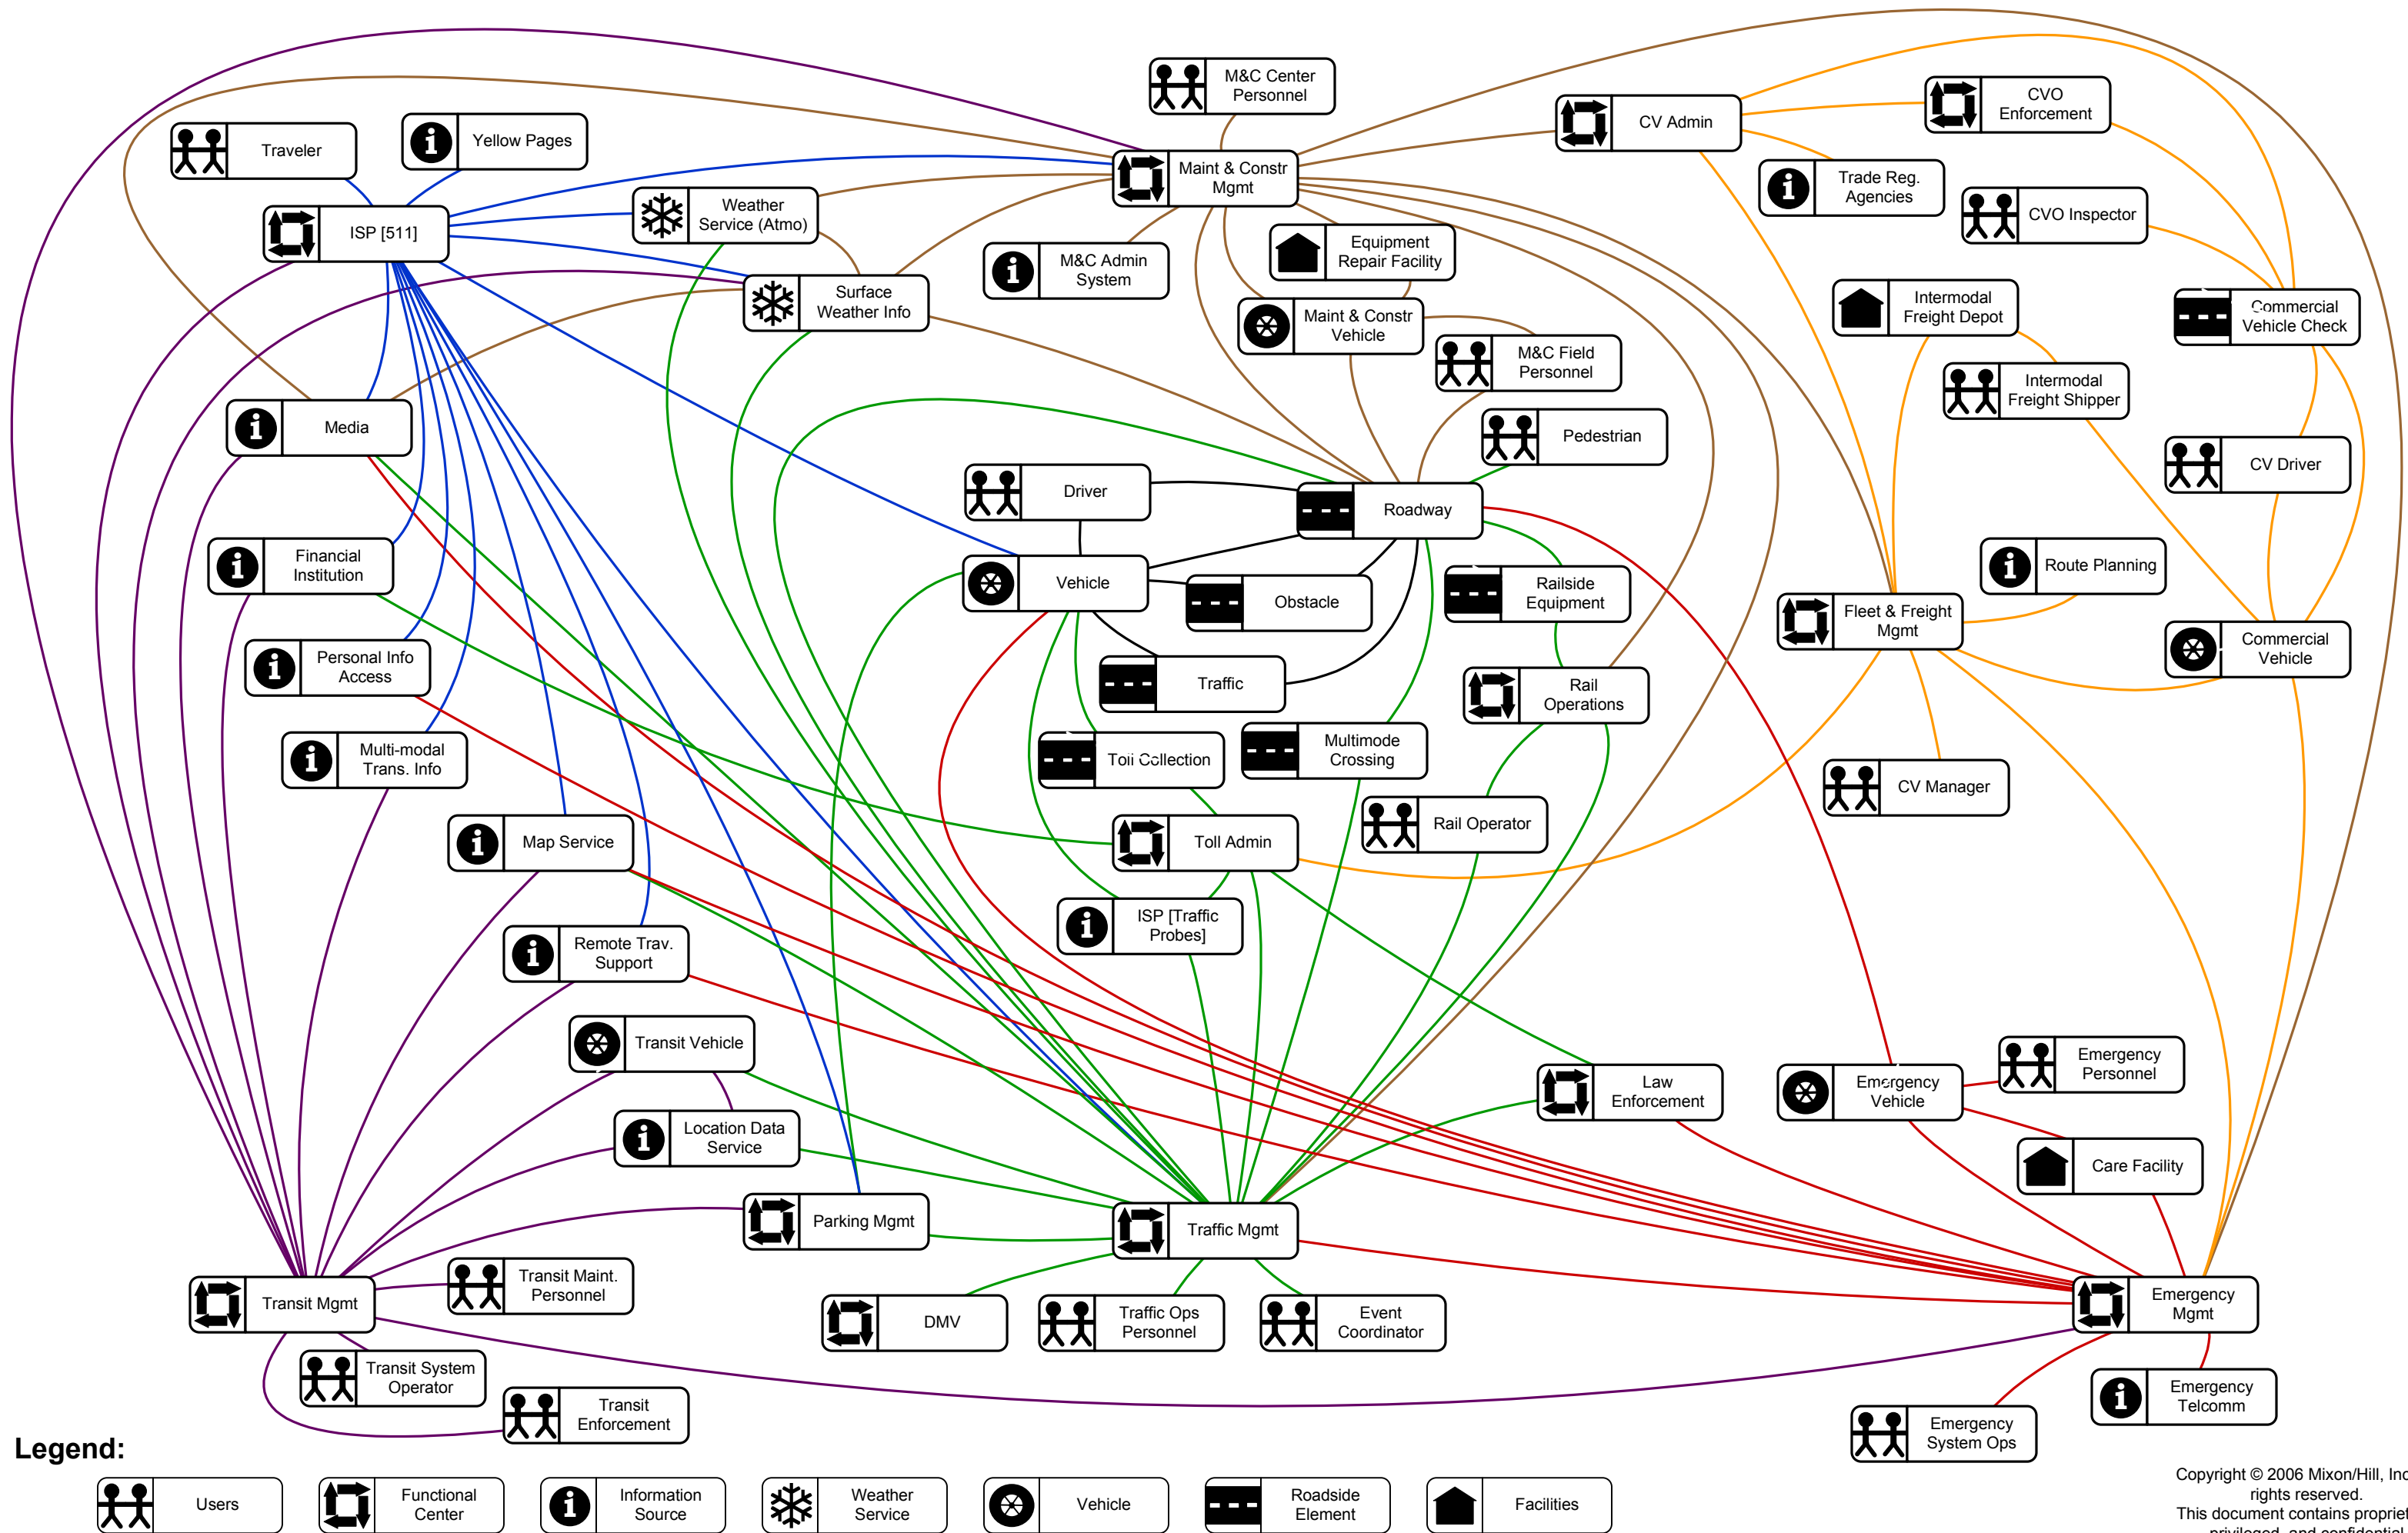 M&C Center
Personnel
CV Admin
CVO
Enforcement
Traveler
Yellow Pages
Maint & Constr
Mgmt
Trade Reg.
Agencies
Weather
Service (Atmo)
CVO Inspector
ISP [511]
Equipment
Repair Facility
M&C Admin
System
Surface
Weather Info
Intermodal
Freight Depot
Commercial
Vehicle Check
Maint & Constr
Vehicle
M&C Field
Personnel
Intermodal
Freight Shipper
Media
Pedestrian
CV Driver
Driver
Roadway
Financial
Institution
Route Planning
Vehicle
Railside
Equipment
Obstacle
Fleet & Freight
Mgmt
Commercial
Vehicle
Personal Info
Access
Traffic
Rail
Operations
Multi-modal
Trans. Info
Toll Collection
Multimode
Crossing
CV Manager
Rail Operator
Map Service
Toll Admin
ISP [Traffic
Probes]
Remote Trav.
Support
Transit Vehicle
Emergency
Personnel
Law
Enforcement
Emergency
Vehicle
Location Data
Service
Care Facility
Parking Mgmt
Traffic Mgmt
Transit Mgmt
Transit Maint.
Personnel
Emergency
Mgmt
DMV
Traffic Ops
Personnel
Event
Coordinator
Transit System
Operator
Emergency
Telcomm
Transit
Enforcement
Emergency
System Ops
Legend:
Users
Functional
Center
Information
Source
Weather
Service
Vehicle
Roadside
Element
Facilities
Copyright © 2006 Mixon/Hill, Inc
rights reserved.
This document contains
privileged, and